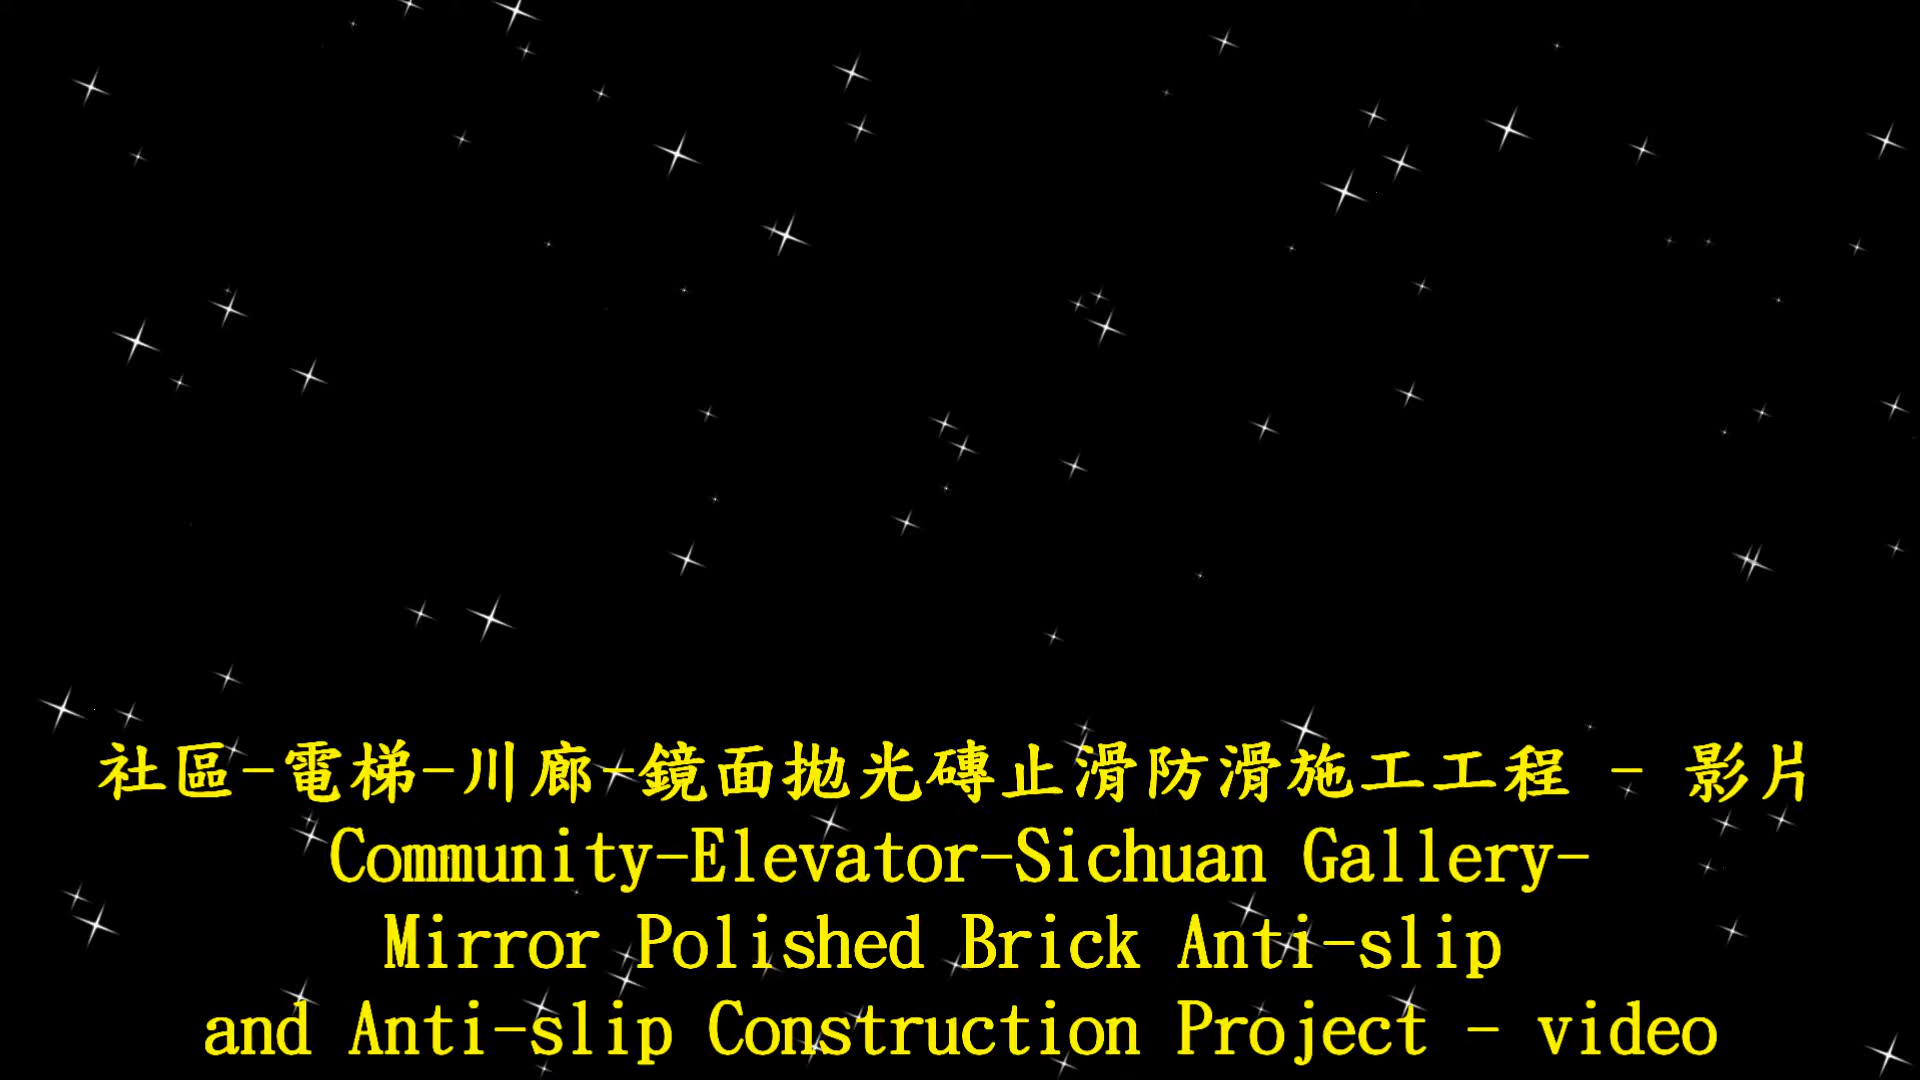 社區-電梯-川廊-鏡面拋光磚止滑防滑施工工程 - 影片
Community-Elevator-Sichuan Gallery-
Mirror Polished Brick Anti-slip
and Anti-slip Construction Project - video